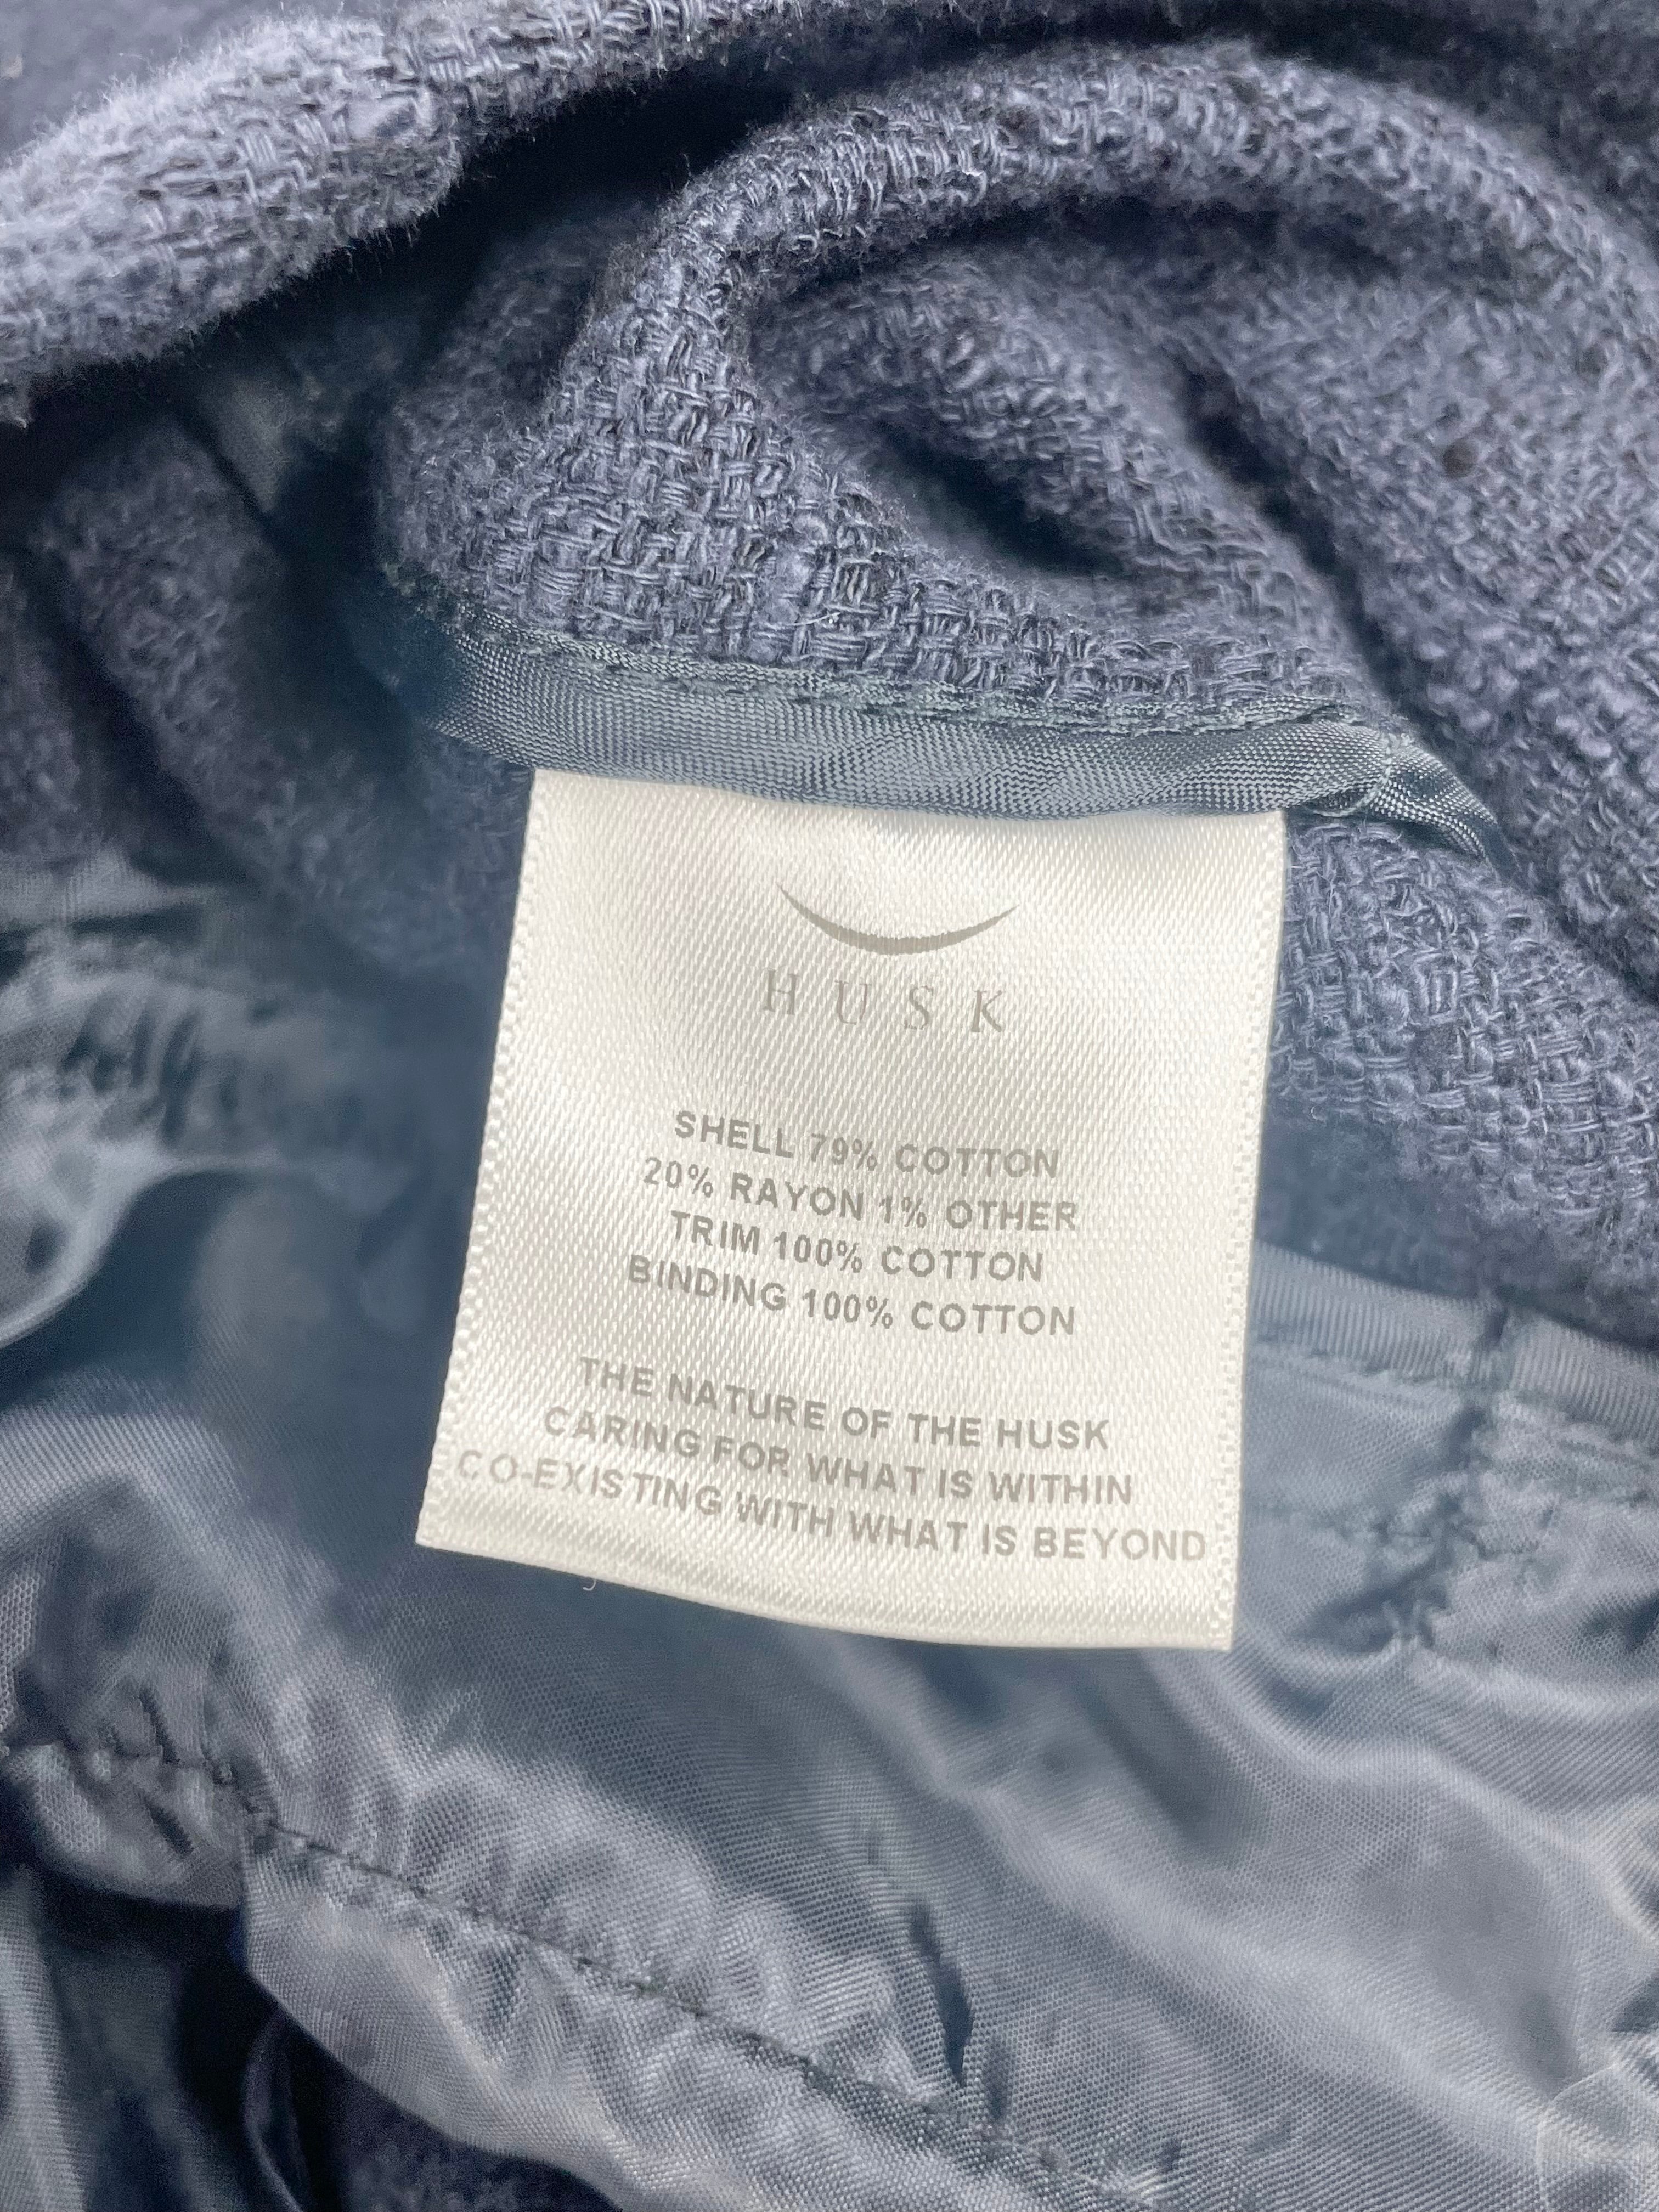 HUSK
SHELL 79% COTTON
20% RAYON 1% OTHER
TRIM 100% COTTON
BINDING 100% COTTON
THE NATURE OF THE HUSK
CARING FOR WHAT IS WITHIN
CO-EXISTING WITH WHAT IS BEYOND